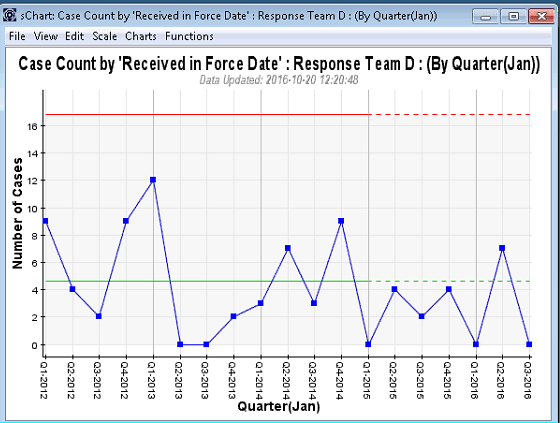 sChart: Case Count by 'Received in Force Date' : Response Team D : (By Quarter(Jan))
File View Edit Scale Charts Functions
Case Count by 'Received in Force Date' : Response Team D : (By Quarter(Jan))
Data Updated: 2016-10-20 12:20:48
Number of Cases
16
14
12
10
8
6
4
2
0
Q1-2012
Q2-2012
Q3-2012
Q4-2012
Q1-2013
Q2-2013
Q3-2013
Q4-2013
Q1-2014
Q2-2014
Q3-2014
Q4-2014
Q1-2015
Q2-2015
Q3-2015
Q4-2015
Q1-2016
Q2-2016
Q3-2016
Quarter(Jan)